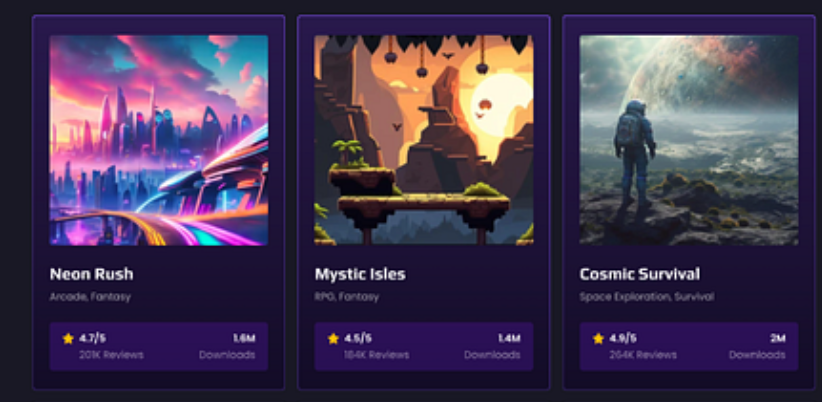 Neon Rush
Arcade, Fantasy
4.7/5 1.6M
201K Reviews Downloads
Mystic Isles
RPG, Fantasy
4.5/5 1.4M
184K Reviews Downloads
Cosmic Survival
Space Exploration, Survival
4.9/5 2M
264K Reviews Downloads